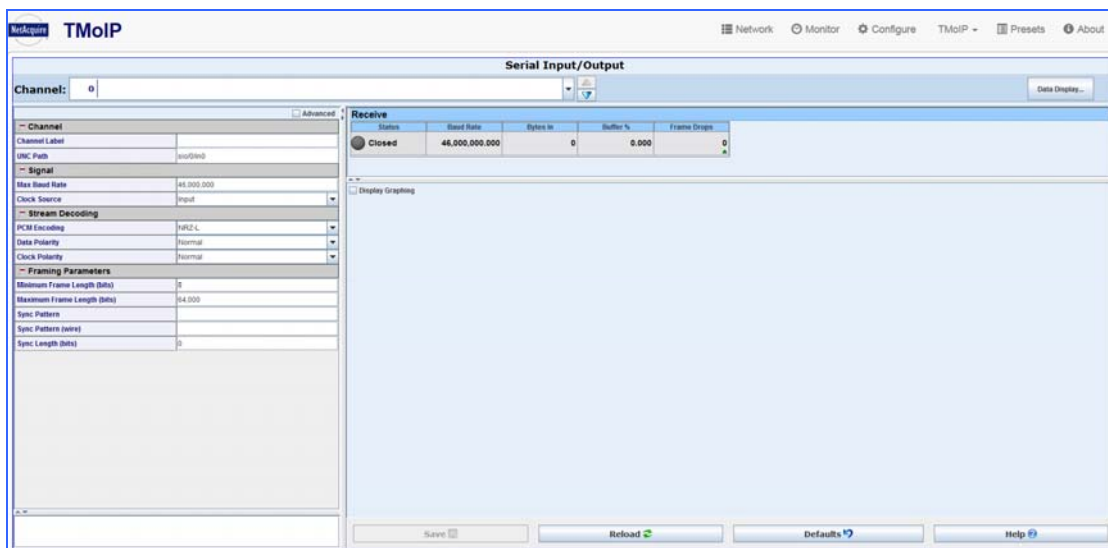 NetAcquire TMoIP Network Monitor Configure TMoIP Presets About
Serial Input/Output
Channel: 0 Data Display...
Advanced
Channel
Channel Label
UNC Path sio/0/in0
Signal
Max Baud Rate 46.000.000
Clock Source Input
Stream Decoding
PCM Encoding NRZ-L
Data Polarity Normal
Clock Polarity Normal
Framing Parameters
Minimum Frame Length (bits) 8
Maximum Frame Length (bits) 64.000
Sync Pattern
Sync Pattern (wire)
Sync Length (bits) 0
Receive
Status Baud Rate Bytes In Buffer % Frame Drops
Closed 46,000,000.000 0 0.000 0
Display Graphing
Save Reload Defaults Help